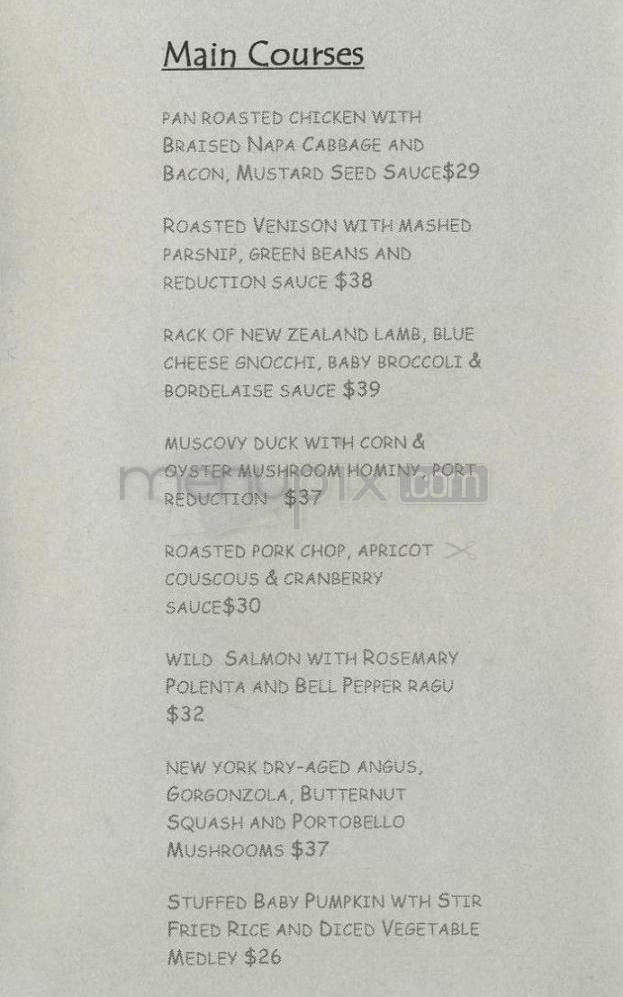 Main Courses
PAN ROASTED CHICKEN WITH
BRAISED NAPA CABBAGE AND
BACON, MUSTARD SEED SAUCE$29
ROASTED VENISON WITH MASHED
PARSNIP, GREEN BEANS AND
REDUCTION SAUCE $38
RACK OF NEW ZEALAND LAMB, BLUE
CHEESE GNOCCHI, BABY BROCCOLI &
BORDELAISE SAUCE $39
MUSCOVY DUCK WITH CORN &
OYSTER MUSHROOM HOMINY, PORT
REDUCTION $37
menupix.com
ROASTED PORK CHOP, APRICOT
COUSCOUS & CRANBERRY
SAUCE$30
WILD SALMON WITH ROSEMARY
POLENTA AND BELL PEPPER RAGU
$32
NEW YORK DRY-AGED ANGUS,
GORGONZOLA, BUTTERNUT
SQUASH AND PORTOBELLO
MUSHROOMS $37
STUFFED BABY PUMPKIN WTH STIR
FRIED RICE AND DICED VEGETABLE
MEDLEY $26